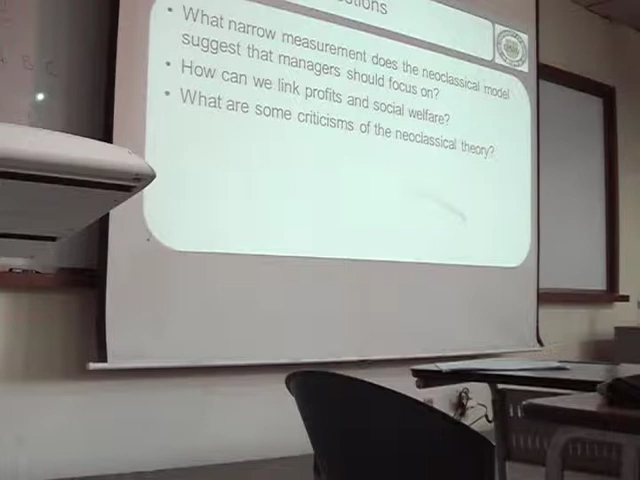 • What narrow measurement does the neoclassical model
suggest that managers should focus on?
• How can we link profits and social welfare?
• What are some criticisms of the neoclassical theory?